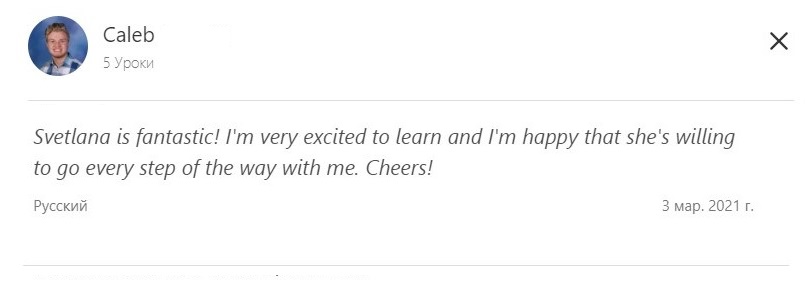 Caleb
5 Уроки
Svetlana is fantastic! I'm very excited to learn and I'm happy that she's willing
to go every step of the way with me. Cheers!
Русский
3 мар. 2021 г.